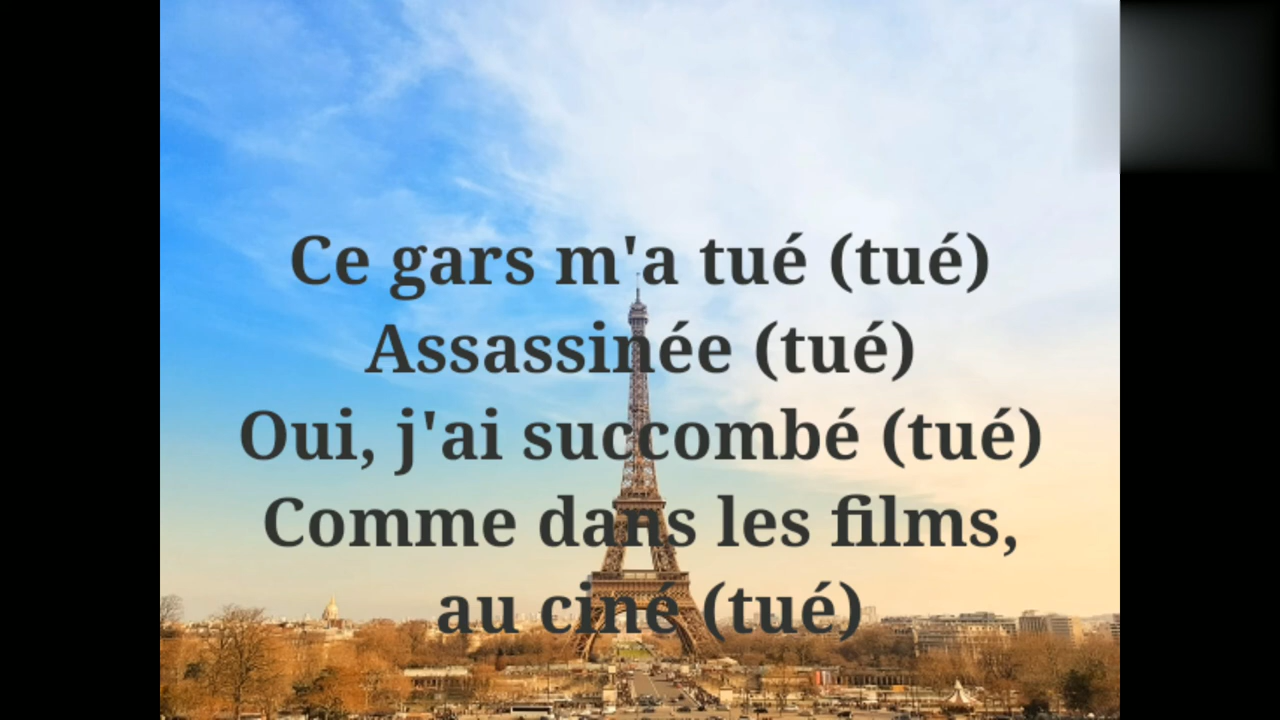 Ce gars m'a tué (tué)
Assassinée (tué)
Oui, j'ai succombé (tué)
Comme dans les films,
au ciné (tué)